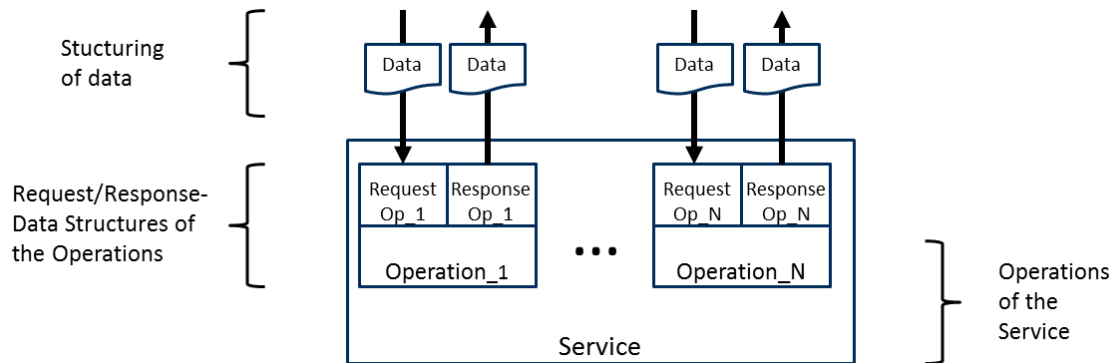 Stucturing
of data
Data
Data
Data
Data
Request/Response-
Data Structures of
the Operations
Request
Op_1
Response
Op_1
Request
Op_N
Response
Op_N
Operation_1
...
Operation_N
Operations
of the
Service
Service